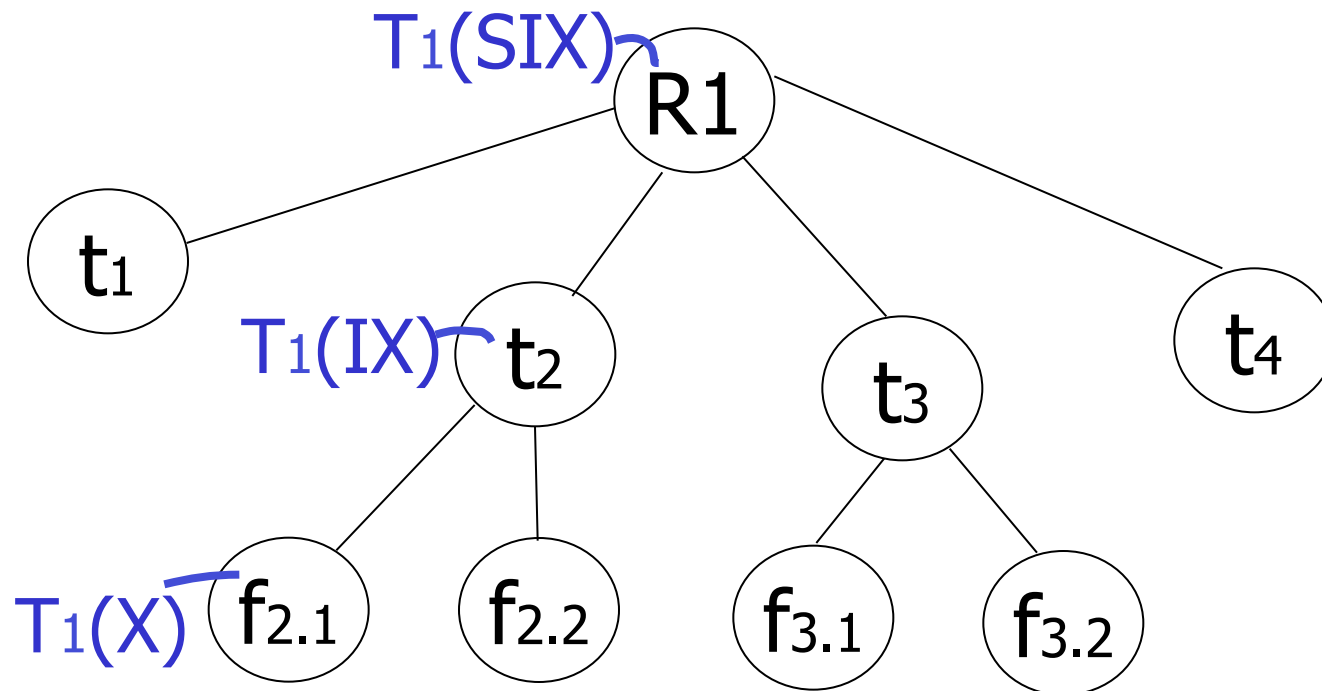 T1(SIX)
R1
t1
T1(IX)
t2
t3
t4
T1(X)
f2.1
f2.2
f3.1
f3.2